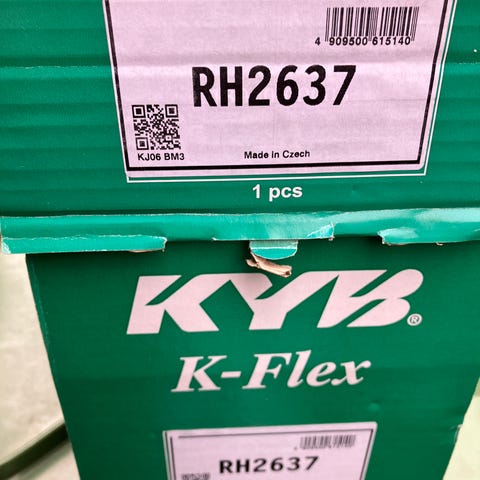 4 909500 615140
RH2637
KJ06 BM3
Made In Czech
1 pcs
KYB®
K-Flex
RH2637